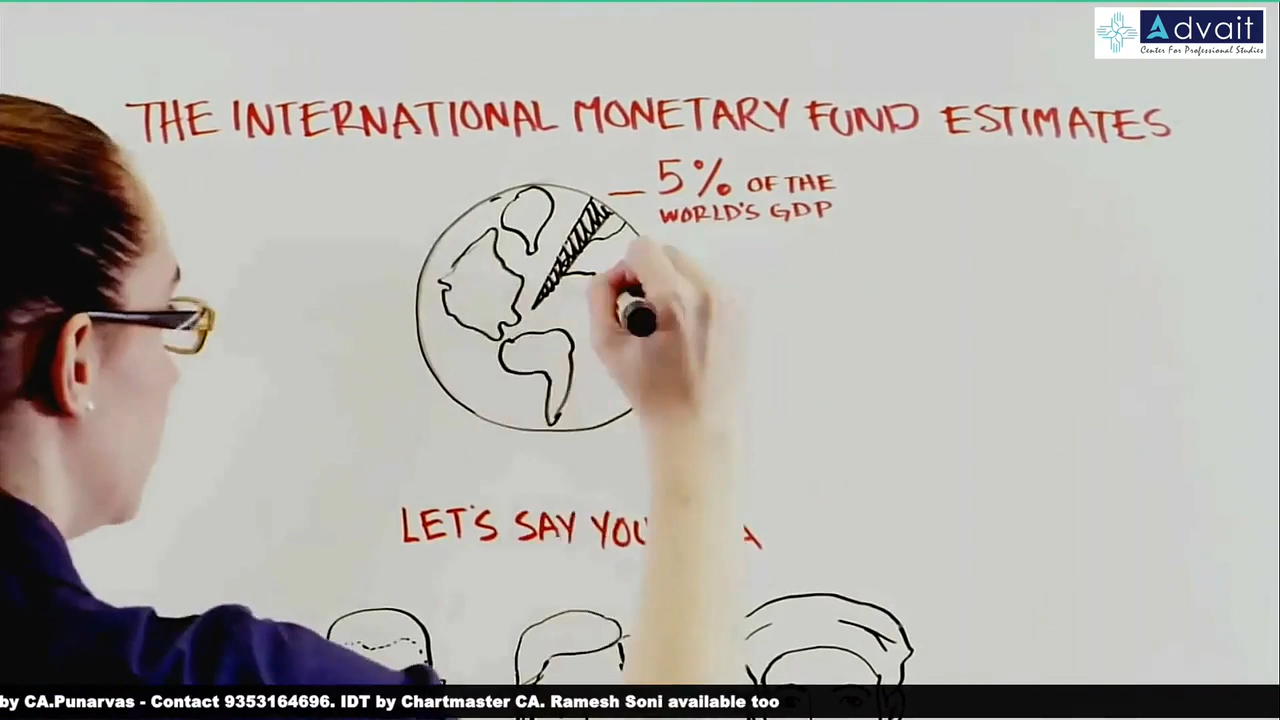 Advait
Center For Professional Studies
THE INTERNATIONAL MONETARY FUND ESTIMATES
5% OF THE
WORLD'S GDP
LET'S SAY
by CA.Punarvas - Contact 9353164696. IDT by Chartmaster CA. Ramesh Soni available too